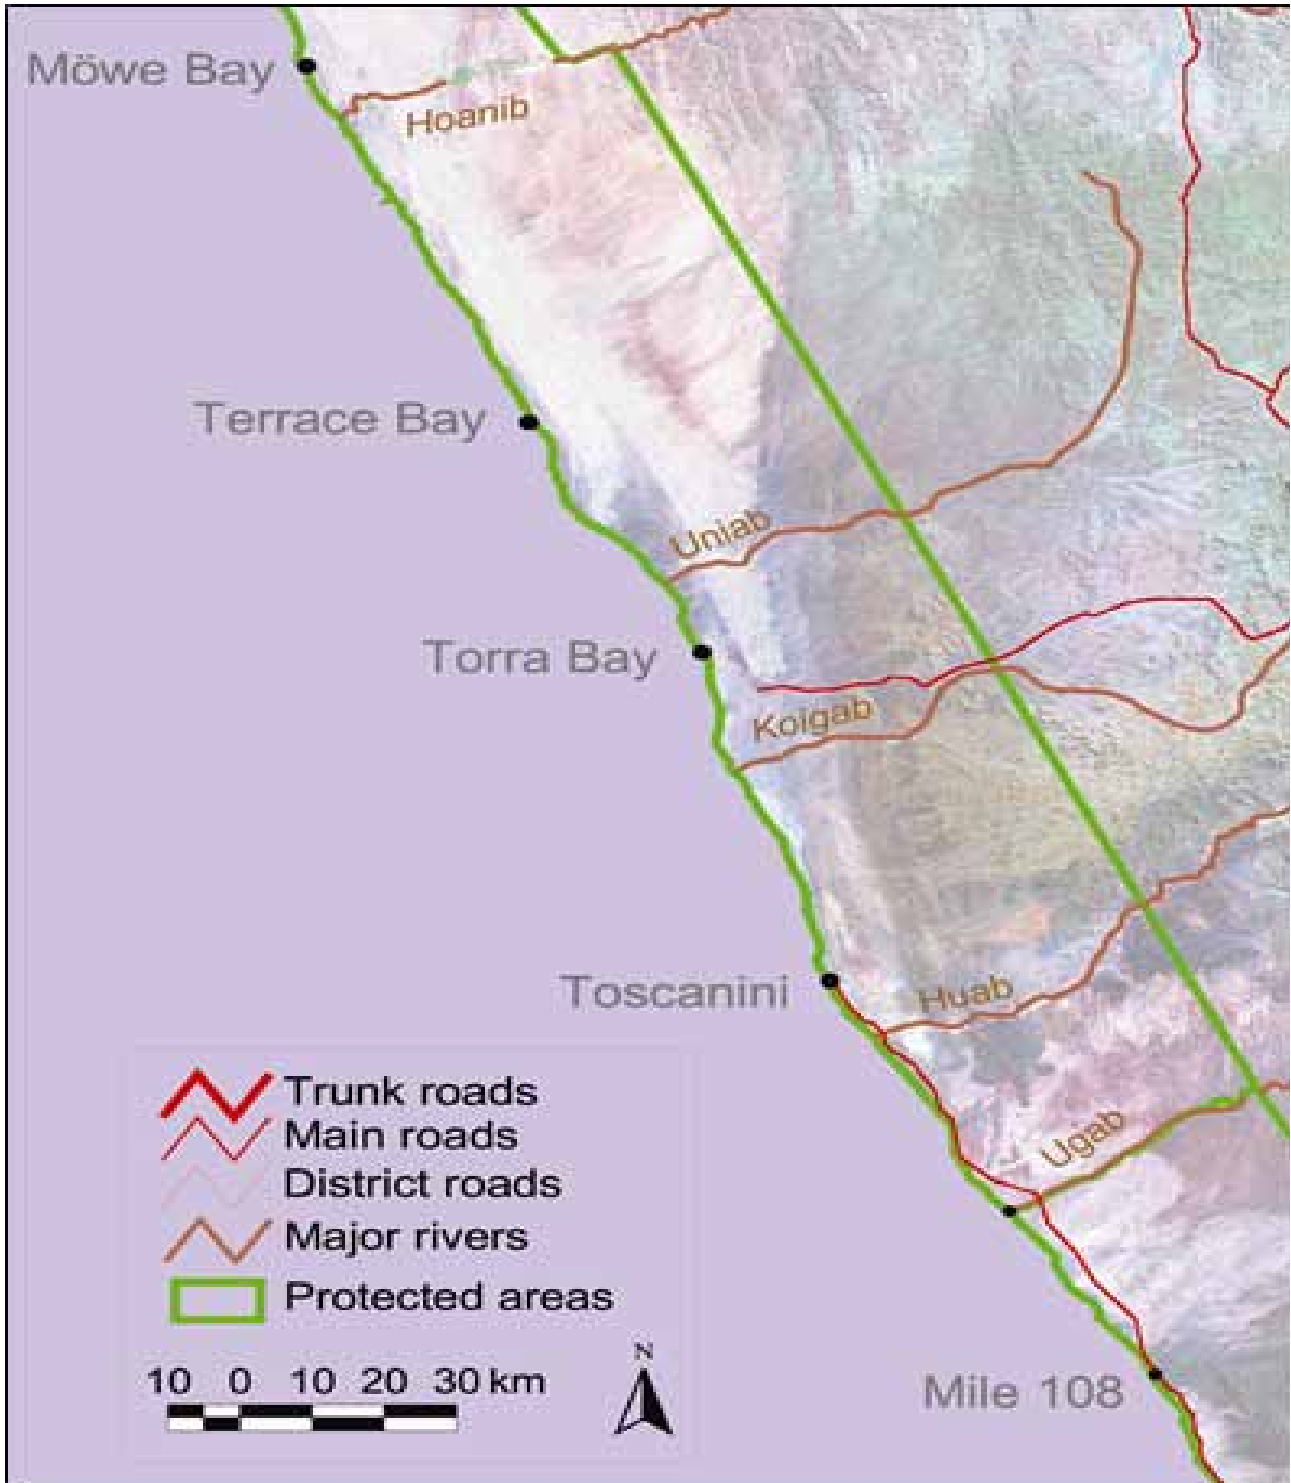 Möwe Bay
Hoanib
Terrace Bay
Uniab
Torra Bay
Koigab
Toscanini
Huab
Ugab
Trunk roads
Main roads
District roads
Major rivers
Protected areas
10 0 10 20 30 km
N
Mile 108